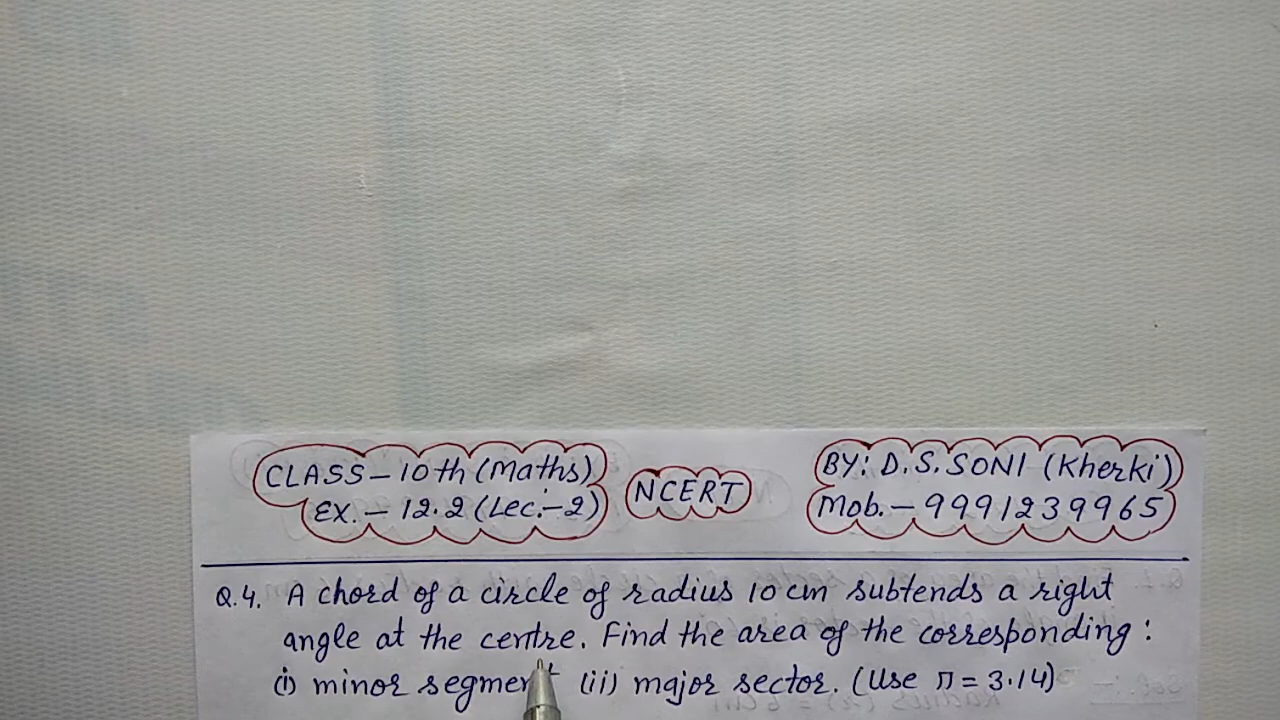 CLASS - 10th (Maths)
EX. - 12.2 (Lec:-2)
NCERT
BY: D.S. SONI (Kherki)
Mob. - 9991239965
Q.4. A chord of a circle of radius 10 cm subtends a right
angle at the centre. Find the area of the corresponding :
(i) minor segment (ii) major sector. (Use π = 3.14)